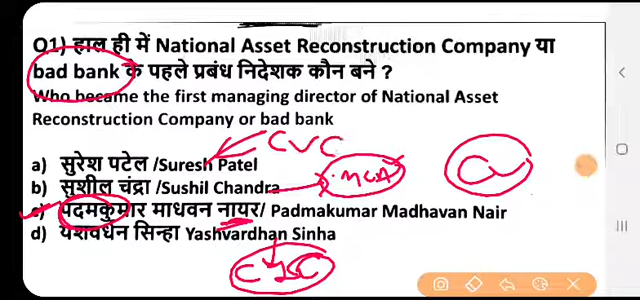 Q1) हाल ही में National Asset Reconstruction Company या
bad bank के पहले प्रबंध निदेशक कौन बने ?
Who became the first managing director of National Asset
Reconstruction Company or bad bank
CVC
a) सुरेश पटेल /Suresh Patel
b) सुशील चंद्रा /Sushil Chandra
c) पदमकुमार माधवन नायर/ Padmakumar Madhavan Nair
d) यशवर्धन सिन्हा Yashvardhan Sinha